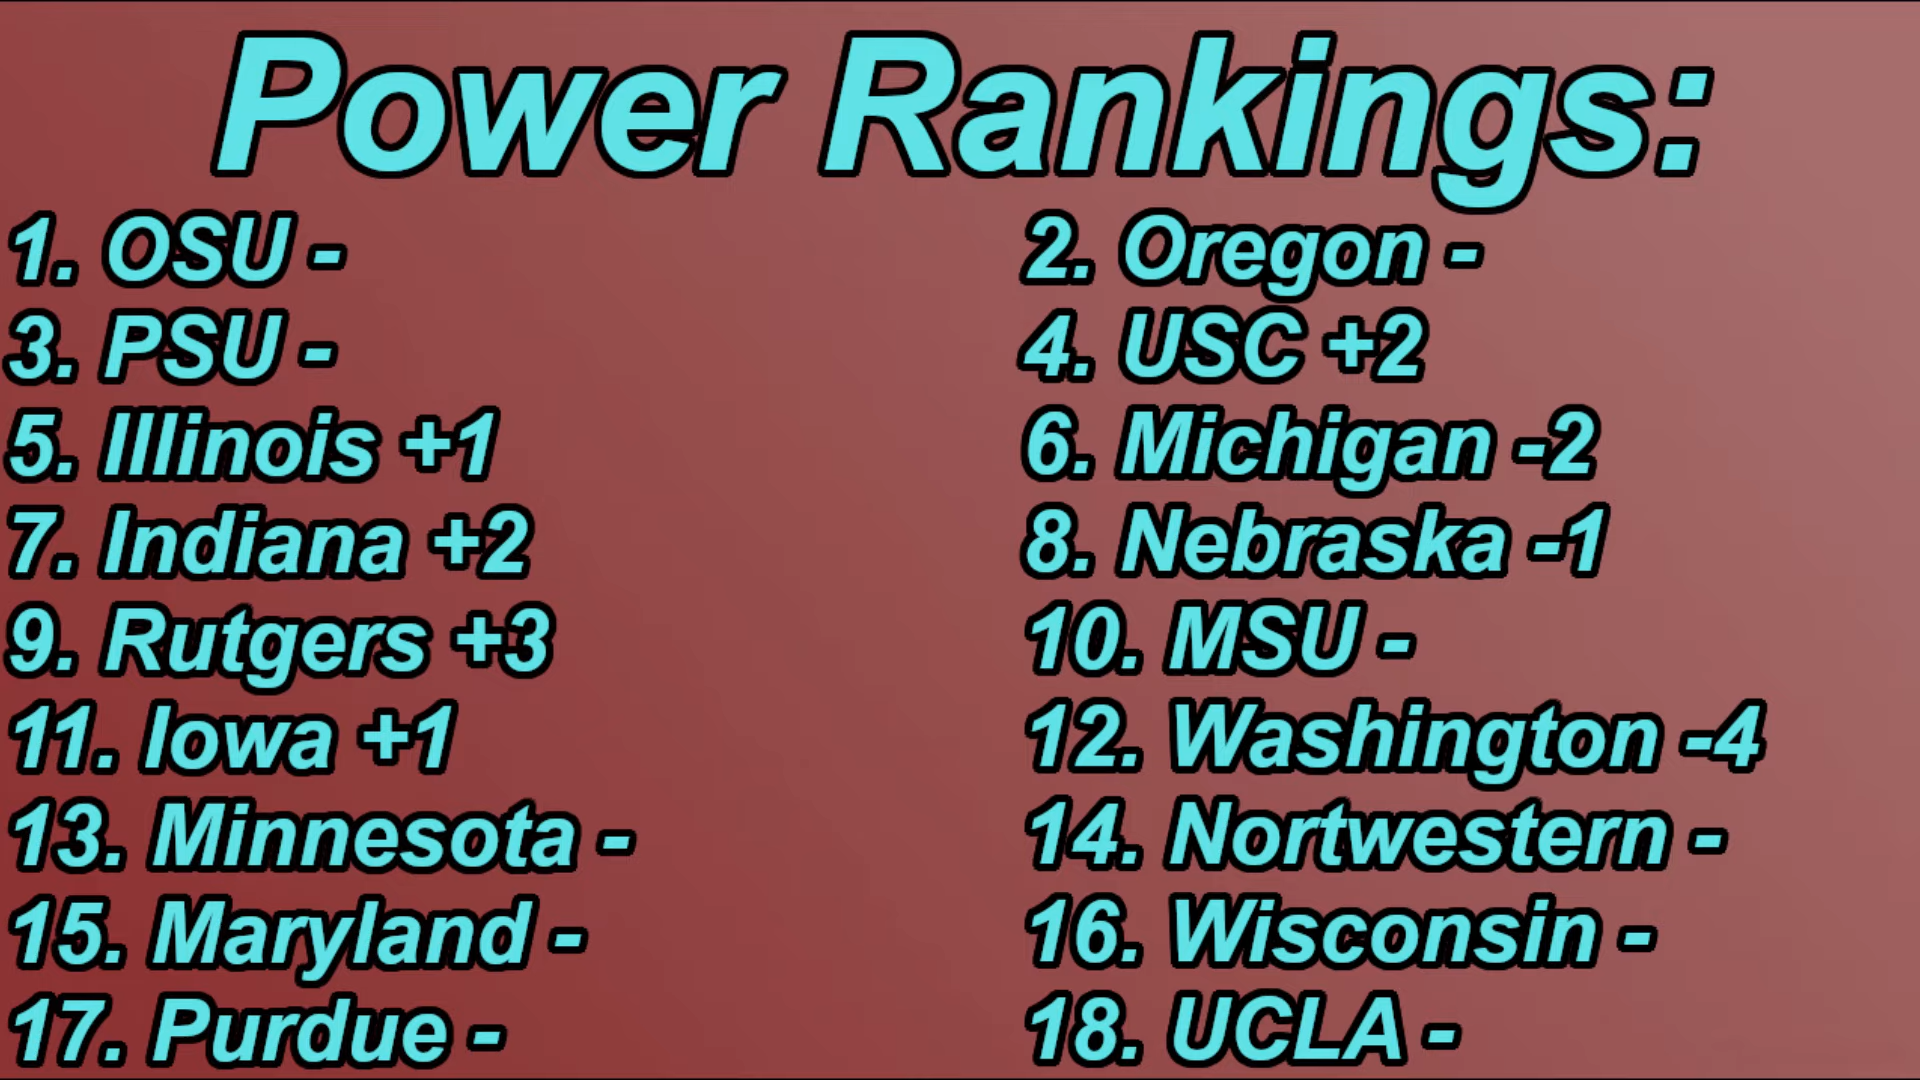 Power Rankings:
1. OSU -
2. Oregon -
3. PSU -
4. USC +2
5. Illinois +1
6. Michigan -2
7. Indiana +2
8. Nebraska -1
9. Rutgers +3
10. MSU -
11. Iowa +1
12. Washington -4
13. Minnesota -
14. Nortwestern -
15. Maryland -
16. Wisconsin -
17. Purdue -
18. UCLA -